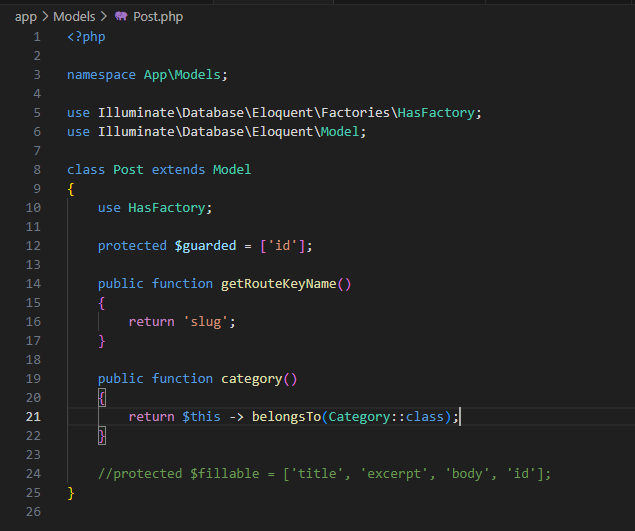 app > Models > Post.php
1 <?php
2
3 namespace App\Models;
4
5 use Illuminate\Database\Eloquent\Factories\HasFactory;
6 use Illuminate\Database\Eloquent\Model;
7
8 class Post extends Model
9 {
10     use HasFactory;
11
12     protected $guarded = ['id'];
13
14     public function getRouteKeyName()
15     {
16         return 'slug';
17     }
18
19     public function category()
20     {
21         return $this -> belongsTo(Category::class);
22     }
23
24     //protected $fillable = ['title', 'excerpt', 'body', 'id'];
25 }
26